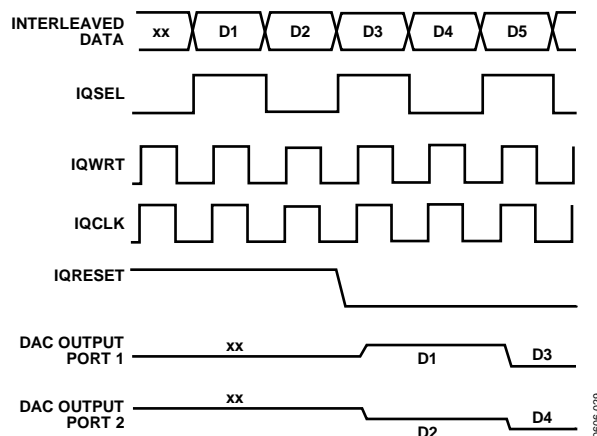 INTERLEAVED
DATA
xx D1 D2 D3 D4 D5
IQSEL
IQWRT
IQCLK
IQRESET
DAC OUTPUT
PORT 1
xx
D1
D3
DAC OUTPUT
PORT 2
xx
D2
D4